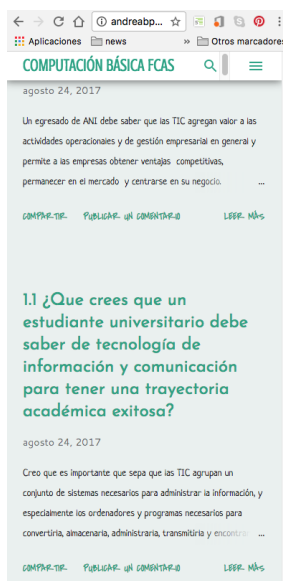 andreabp...
Aplicaciones news » Otros marcadores
COMPUTACIÓN BÁSICA FCAS
agosto 24, 2017
Un egresado de ANI debe saber que las TIC agregan valor a las
actividades operacionales y de gestión empresarial en general y
permite a las empresas obtener ventajas competitivas,
permanecer en el mercado y centrarse en su negocio. ...
COMPARTIR PUBLICAR UN COMENTARIO LEER MÁS
1.1 ¿Que crees que un
estudiante universitario debe
saber de tecnología de
información y comunicación
para tener una trayectoria
académica exitosa?
agosto 24, 2017
Creo que es importante que sepa que las TIC agrupan un
conjunto de sistemas necesarios para administrar la información, y
especialmente los ordenadores y programas necesarios para
convertirla, almacenarla, administrarla, transmitirla y encontra ...
COMPARTIR PUBLICAR UN COMENTARIO LEER MÁS